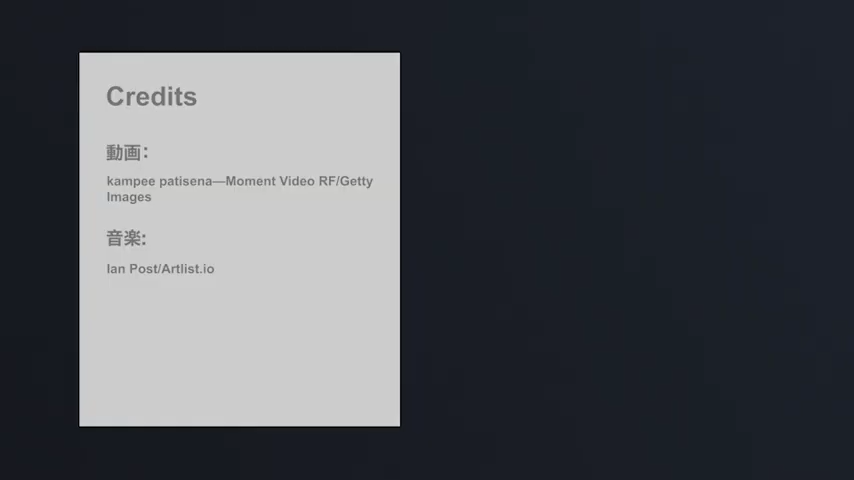 Credits
動画：
kampee patisena—Moment Video RF/Getty
Images
音楽:
Ian Post/Artlist.io